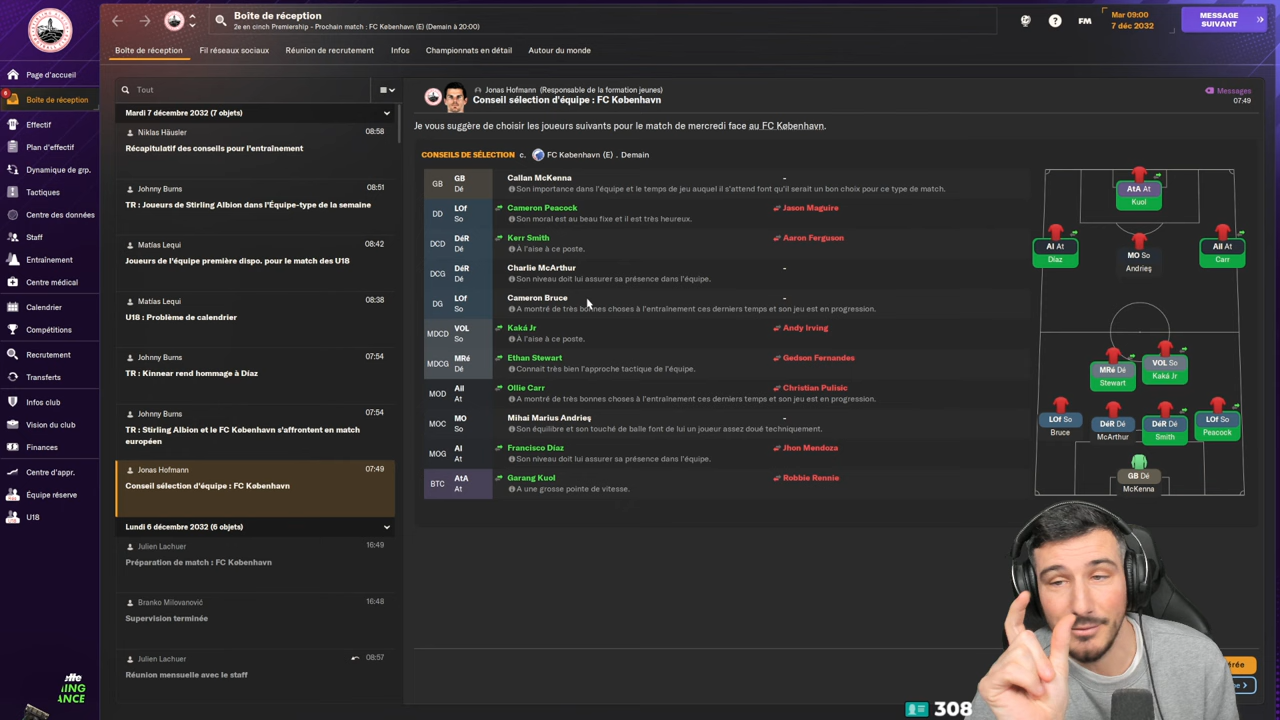 Boîte de réception
2e en cinch Premiership - Prochain match : FC København (E) (Demain à 20:00)
FM
Mar 09:00
7 déc 2032
MESSAGE SUIVANT
Boîte de réception
Fil réseaux sociaux
Réunion de recrutement
Infos
Championnats en détail
Autour du monde
Page d'accueil
6
Boîte de réception
Effectif
Plan d'effectif
Dynamique de grp.
Tactiques
Centre des données
Staff
Entraînement
Centre médical
Calendrier
Compétitions
Recrutement
Transferts
Infos club
Vision du club
Finances
Centre d'appr.
Équipe réserve
U18
Tout
Mardi 7 décembre 2032 (7 objets)
Niklas Häusler 08:58
Récapitulatif des conseils pour l'entraînement
Johnny Burns 08:51
TR : Joueurs de Stirling Albion dans l'Équipe-type de la semaine
Matías Lequi 08:42
Joueurs de l'équipe première dispo. pour le match des U18
Matías Lequi 08:38
U18 : Problème de calendrier
Johnny Burns 07:54
TR : Kinnear rend hommage à Díaz
Johnny Burns 07:54
TR : Stirling Albion et le FC København s'affrontent en match
européen
Jonas Hofmann 07:49
Conseil sélection d'équipe : FC København
Lundi 6 décembre 2032 (6 objets)
Julien Lachuer 16:49
Préparation de match : FC København
Branko Milovanović 16:48
Supervision terminée
Julien Lachuer 08:57
Réunion mensuelle avec le staff
Jonas Hofmann (Responsable de la formation jeunes)
Conseil sélection d'équipe : FC København
Messages
07:49
Je vous suggère de choisir les joueurs suivants pour le match de mercredi face au FC København.
CONSEILS DE SÉLECTION c. FC København (E) . Demain
GB GB Dé Callan McKenna -
Son importance dans l'équipe et le temps de jeu auquel il s'attend font qu'il serait un bon choix pour ce type de match.
DD LOf So Cameron Peacock Jason Maguire
Son moral est au beau fixe et il est très heureux.
DCD DéR Dé Kerr Smith Aaron Ferguson
À l'aise à ce poste.
DCG DéR Dé Charlie McArthur -
Son niveau doit lui assurer sa présence dans l'équipe.
DG LOf So Cameron Bruce -
A montré de très bonnes choses à l'entraînement ces derniers temps et son jeu est en progression.
MDCD VOL So Kaká Jr Andy Irving
À l'aise à ce poste.
MDCG MRé Dé Ethan Stewart Gedson Fernandes
Connait très bien l'approche tactique de l'équipe.
MOD Ail At Ollie Carr Christian Pulisic
A montré de très bonnes choses à l'entraînement ces derniers temps et son jeu est en progression.
MOC MO So Mihai Marius Andrieș -
Son équilibre et son touché de balle font de lui un joueur assez doué techniquement.
MOG AI At Francisco Díaz Jhon Mendoza
Son niveau doit lui assurer sa présence dans l'équipe.
BTC AtA At Garang Kuol Robbie Rennie
A une grosse pointe de vitesse.
AtA At
Kuol
AI At
Díaz
MO So
Andrieș
Ail At
Carr
MRé Dé
Stewart
VOL So
Kaká Jr
LOf So
Bruce
DéR Dé
McArthur
DéR Dé
Smith
LOf So
Peacock
GB Dé
McKenna
308